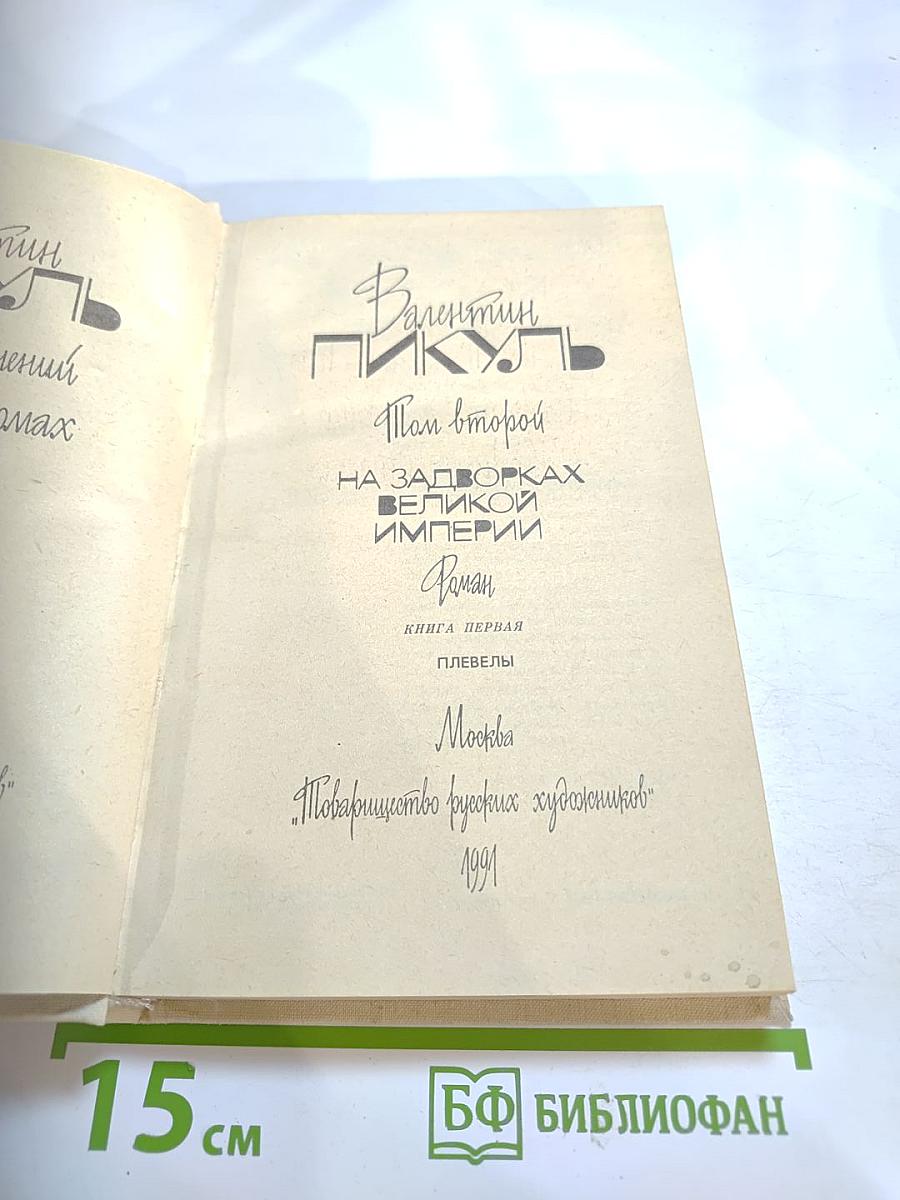 Валентин
ПИКУЛЬ
Том второй
НА ЗАДВОРКАХ
ВЕЛИКОЙ
ИМПЕРИИ
Роман
КНИГА ПЕРВАЯ
ПЛЕВЕЛЫ
Москва
„Товарищество русских художников“
1991
15 см
БФ БИБЛИОФАН